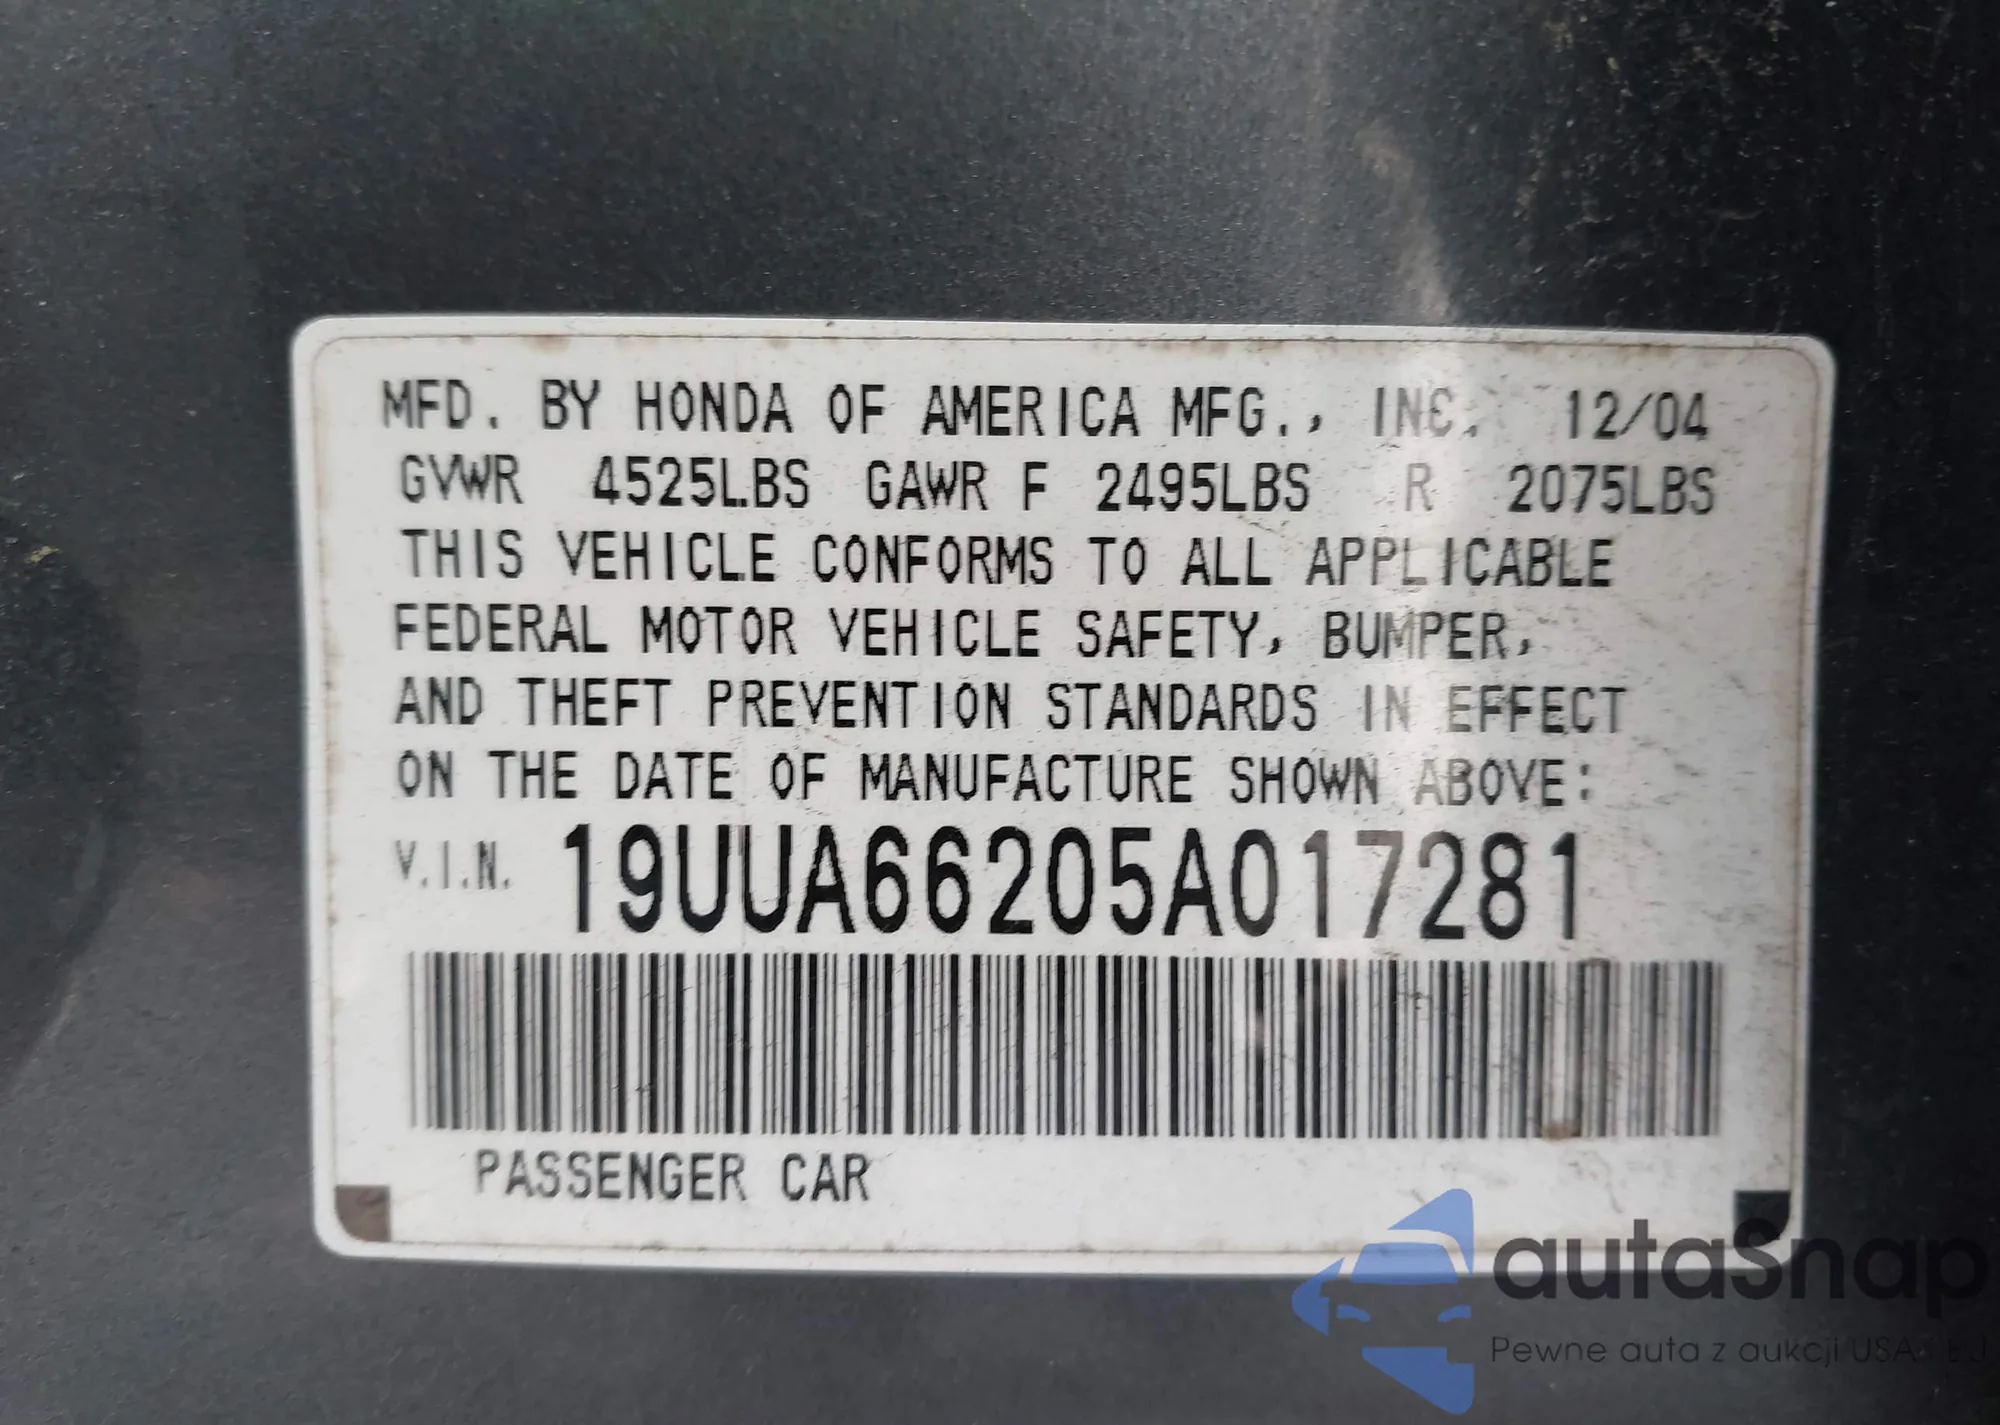 MFD. BY HONDA OF AMERICA MFG., INC. 12/04
GVWR 4525LBS GAWR F 2495LBS R 2075LBS
THIS VEHICLE CONFORMS TO ALL APPLICABLE
FEDERAL MOTOR VEHICLE SAFETY, BUMPER,
AND THEFT PREVENTION STANDARDS IN EFFECT
ON THE DATE OF MANUFACTURE SHOWN ABOVE:
V.I.N. 19UUA66205A017281
PASSENGER CAR
autaSnap
Pewne auta z aukcji USA i EU